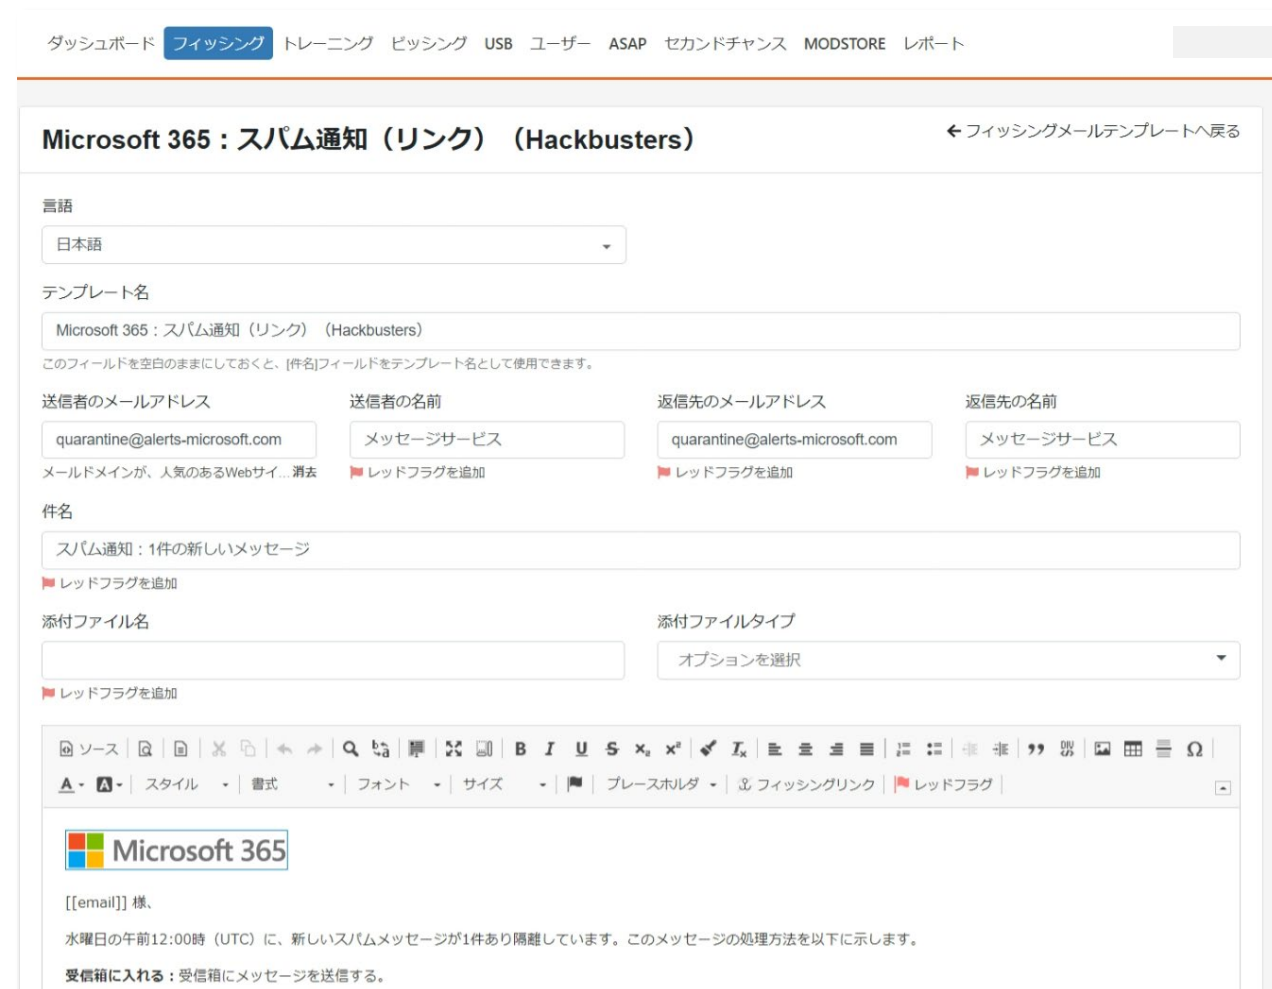 ダッシュボード フィッシング トレーニング ビッシング USB ユーザー ASAP セカンドチャンス MODSTORE レポート
Microsoft 365：スパム通知（リンク）（Hackbusters） ← フィッシングメールテンプレートへ戻る
言語
日本語
テンプレート名
Microsoft 365：スパム通知（リンク）（Hackbusters）
このフィールドを空白のままにしておくと、[件名]フィールドをテンプレート名として使用できます。
送信者のメールアドレス 送信者の名前 返信先のメールアドレス 返信先の名前
quarantine@alerts-microsoft.com メッセージサービス quarantine@alerts-microsoft.com メッセージサービス
メールドメインが、人気のあるWebサイ... 消去 レッドフラグを追加 レッドフラグを追加 レッドフラグを追加
件名
スパム通知：1件の新しいメッセージ
レッドフラグを追加
添付ファイル名 添付ファイルタイプ
オプションを選択
レッドフラグを追加
ソース B I U S x₂ x² Tx Ω
A A スタイル 書式 フォント サイズ プレースホルダ フィッシングリンク レッドフラグ
Microsoft 365
[[email]] 様、
水曜日の午前12:00時（UTC）に、新しいスパムメッセージが1件あり隔離しています。このメッセージの処理方法を以下に示します。
受信箱に入れる：受信箱にメッセージを送信する。